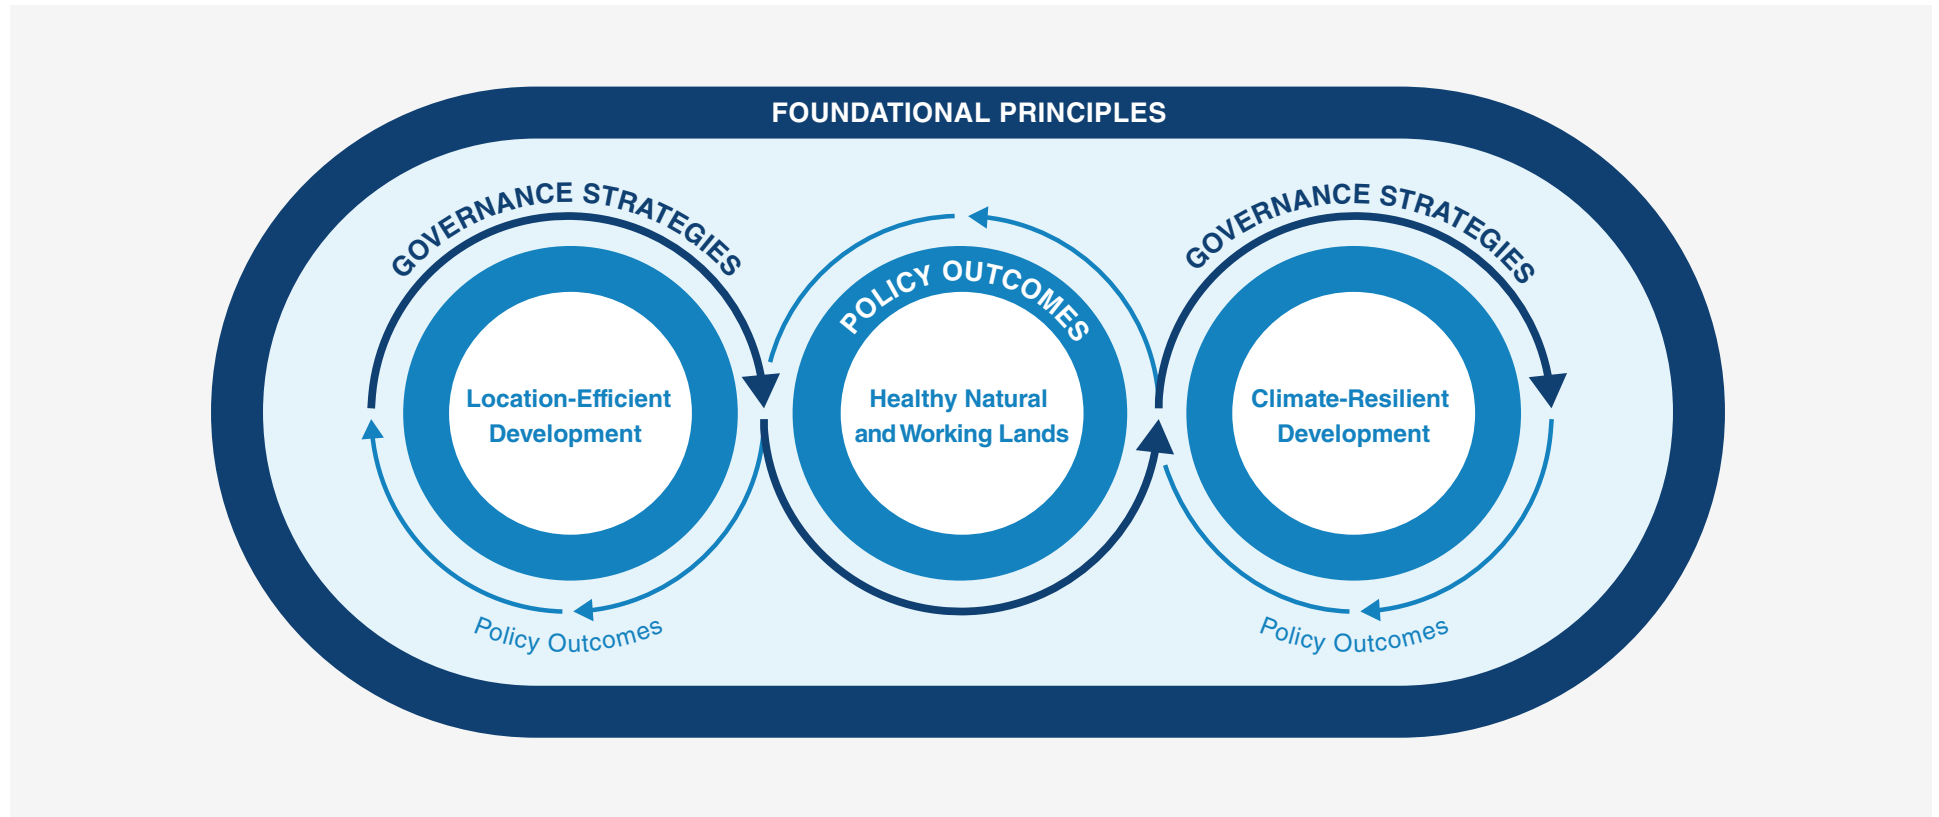 FOUNDATIONAL PRINCIPLES
GOVERNANCE STRATEGIES
GOVERNANCE STRATEGIES
POLICY OUTCOMES
Location-Efficient
Development
Healthy Natural
and Working Lands
Climate-Resilient
Development
Policy Outcomes
Policy Outcomes